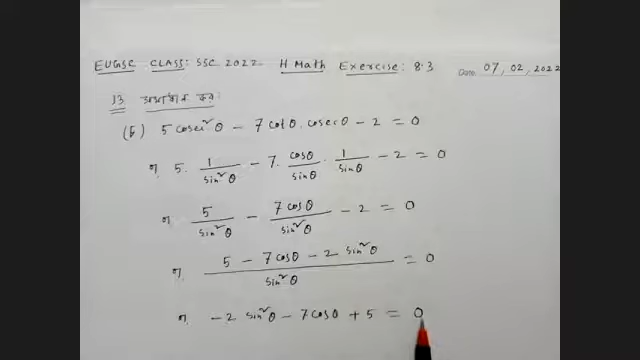 EUGSC CLASS: SSC 2022 H Math Exercise: 8.3 Date: 07, 02, 2022
13 সমাধান কর
(চ) 5 cosec²θ − 7 cotθ. cosecθ − 2 = 0
বা, 5. 1/sin²θ − 7. cosθ/sinθ . 1/sinθ − 2 = 0
বা, 5/sin²θ − 7cosθ/sin²θ − 2 = 0
বা, (5 − 7cosθ − 2 sin²θ)/sin²θ = 0
বা, −2 sin²θ − 7cosθ + 5 = 0